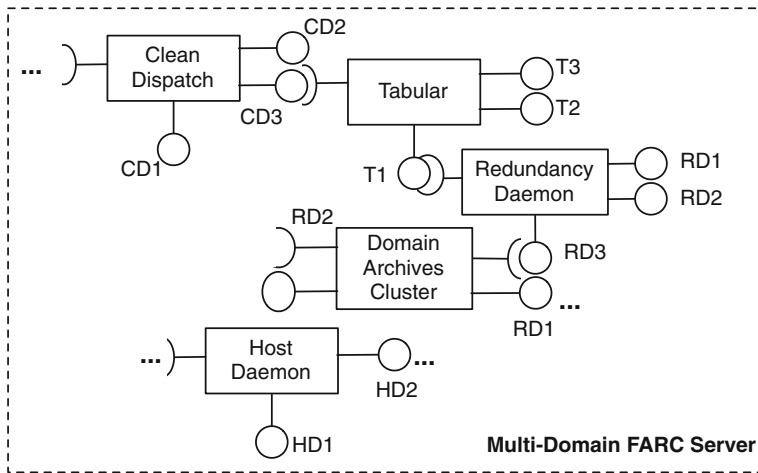 CD2
Clean
Dispatch
...
T3
Tabular
CD3
T2
CD1
T1
Redundancy
Daemon
RD1
RD2
RD2
Domain
Archives
Cluster
RD3
...
RD1
Host
Daemon
...
...
HD2
HD1
Multi-Domain FARC Server